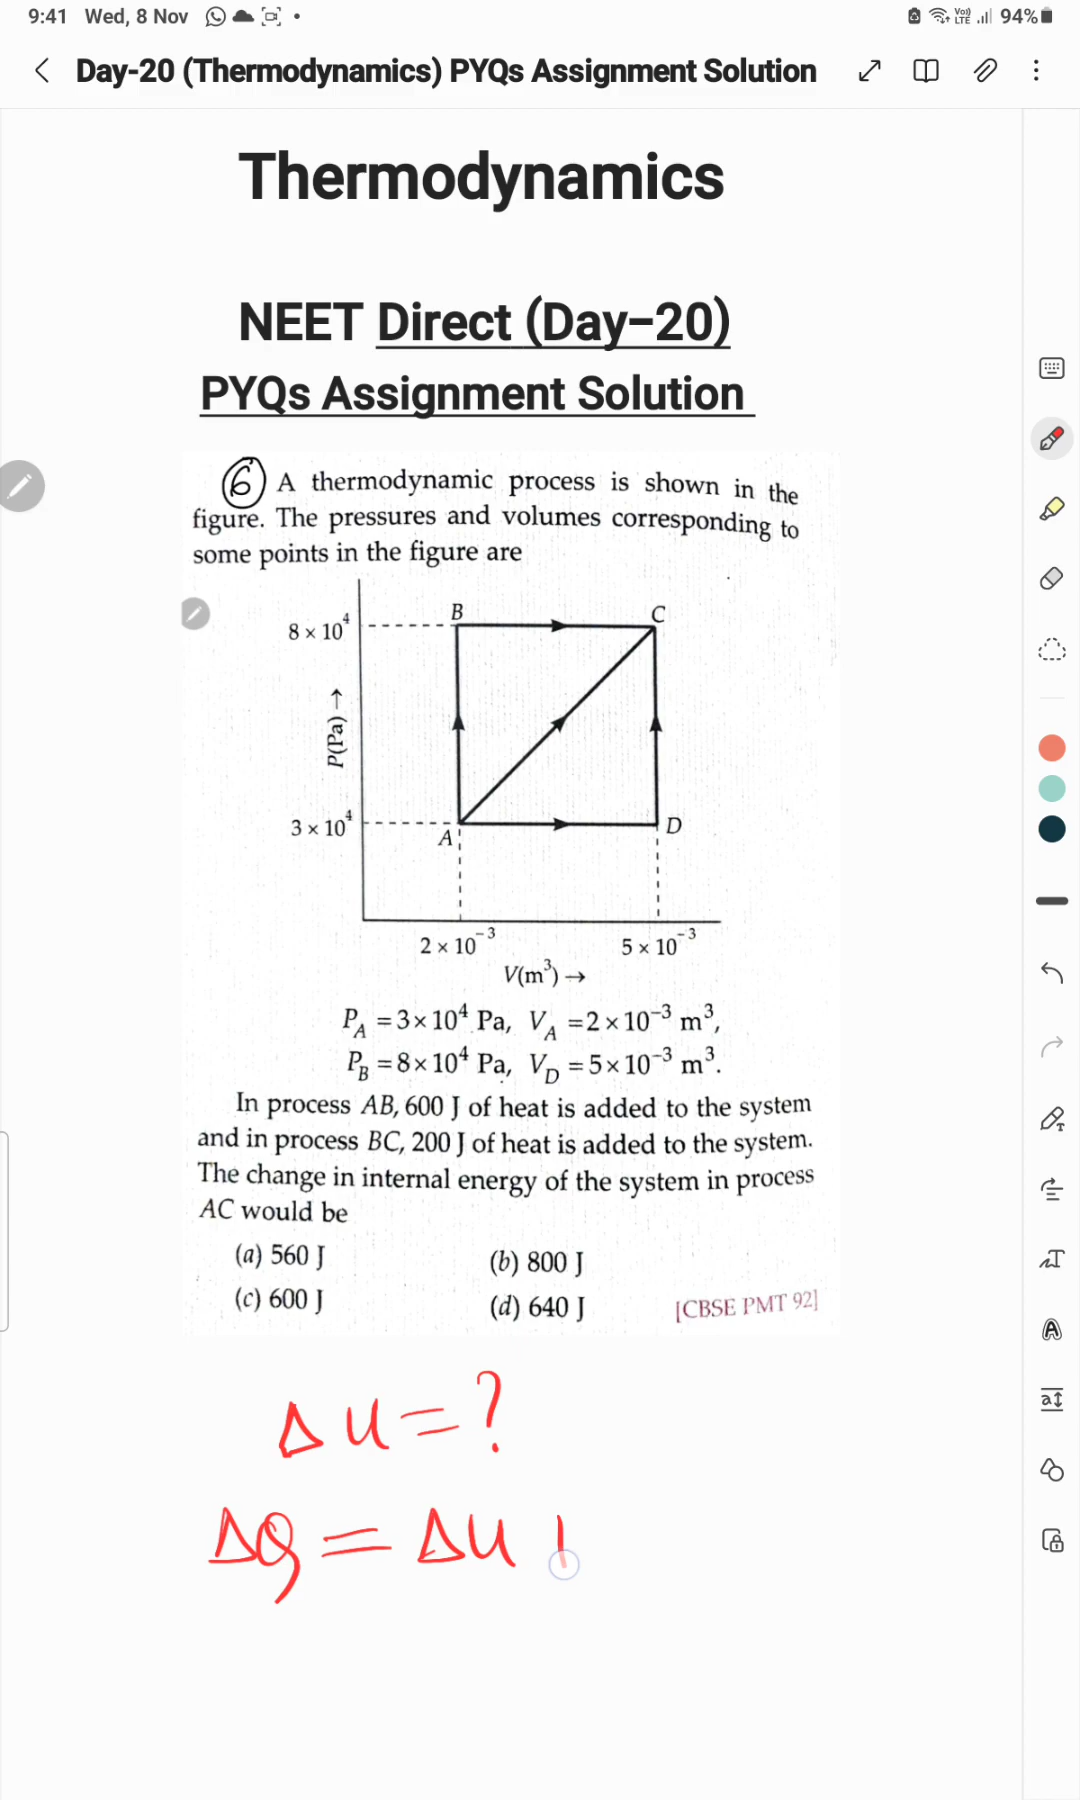 9:41 Wed, 8 Nov
94%
Day-20 (Thermodynamics) PYQs Assignment Solution
Thermodynamics
NEET Direct (Day-20)
PYQs Assignment Solution
6 A thermodynamic process is shown in the
figure. The pressures and volumes corresponding to
some points in the figure are
B C
8 × 10⁴
P(Pa) →
3 × 10⁴
A D
2 × 10⁻³ 5 × 10⁻³
V(m³) →
P_A = 3 × 10⁴ Pa, V_A = 2 × 10⁻³ m³,
P_B = 8 × 10⁴ Pa, V_D = 5 × 10⁻³ m³.
In process AB, 600 J of heat is added to the system
and in process BC, 200 J of heat is added to the system.
The change in internal energy of the system in process
AC would be
(a) 560 J (b) 800 J
(c) 600 J (d) 640 J [CBSE PMT 92]
Δu = ?
ΔQ = Δu